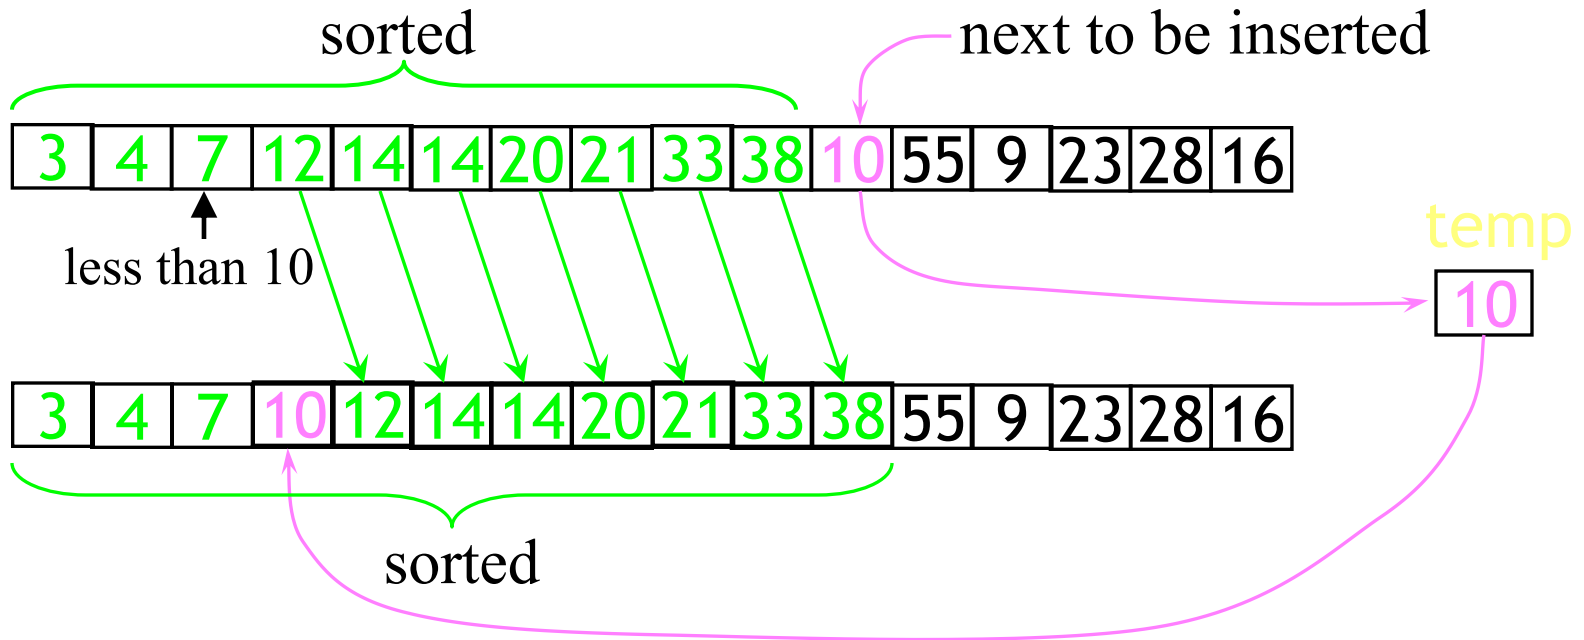 sorted
next to be inserted
3 4 7 12 14 14 20 21 33 38 10 55 9 23 28 16
temp
less than 10
10
3 4 7 10 12 14 14 20 21 33 38 55 9 23 28 16
sorted